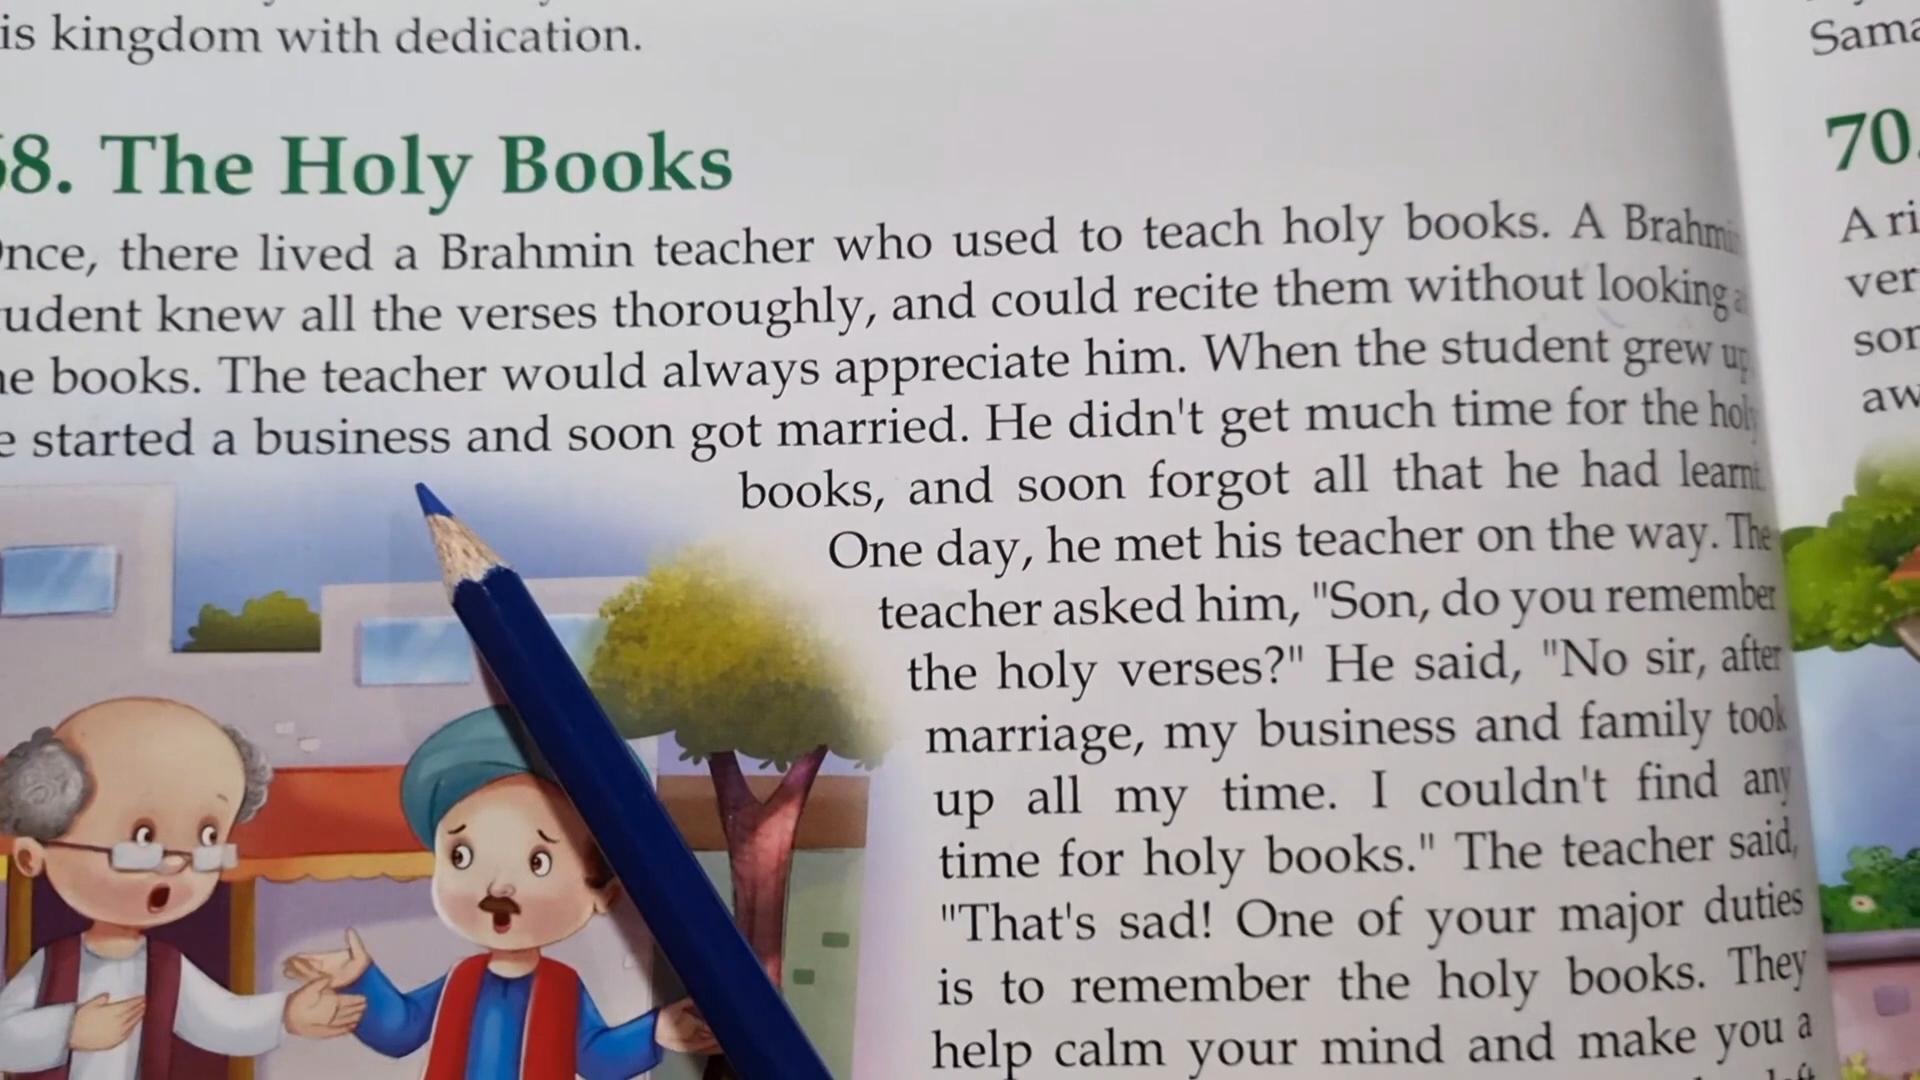 is kingdom with dedication.
68. The Holy Books
Once, there lived a Brahmin teacher who used to teach holy books. A Brahmin
udent knew all the verses thoroughly, and could recite them without looking
he books. The teacher would always appreciate him. When the student grew up
e started a business and soon got married. He didn't get much time for the holy
books, and soon forgot all that he had learnt.
One day, he met his teacher on the way. The
teacher asked him, "Son, do you remember
the holy verses?" He said, "No sir, after
marriage, my business and family took
up all my time. I couldn't find any
time for holy books." The teacher said,
"That's sad! One of your major duties
is to remember the holy books. They
help calm your mind and make you a
Sama
70.
A ri
ver
son
aw